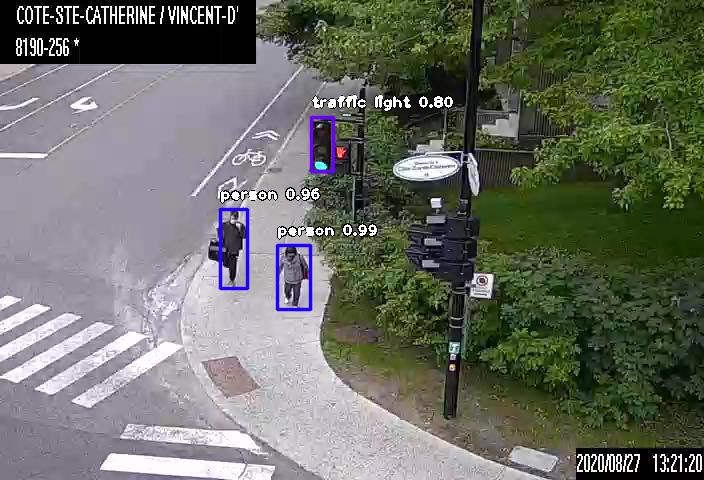 COTE-STE-CATHERINE / VINCENT-D'
8190-256 *
traffic light 0.80
person 0.96
person 0.99
2020/08/27 13:21:20